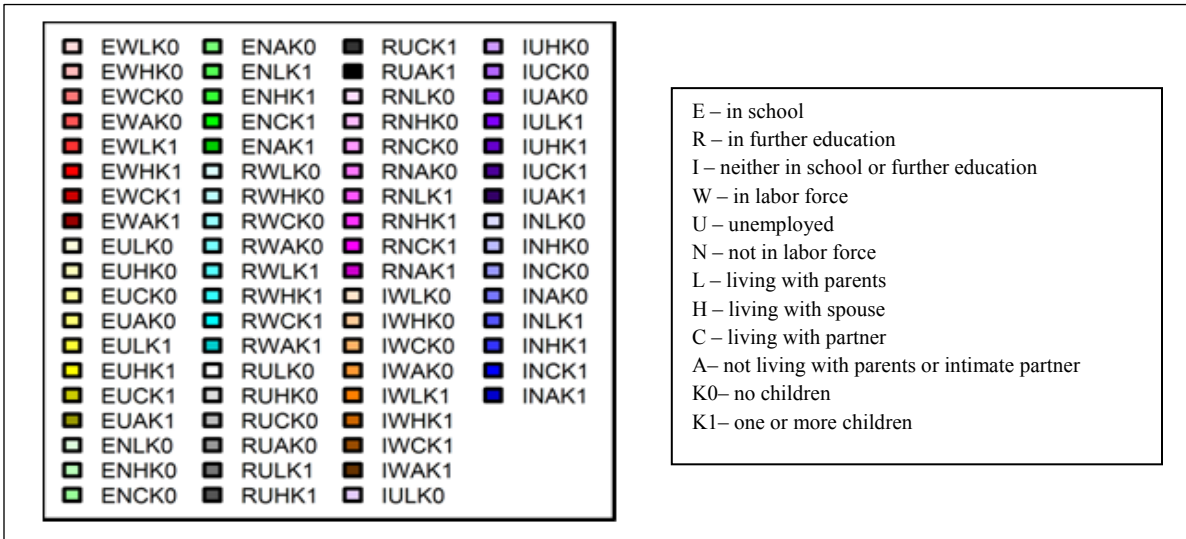 EWLK0 ENAK0 RUCK1 IUHK0
EWHK0 ENLK1 RUAK1 IUCK0
EWCK0 ENHK1 RNLK0 IUAK0
EWAK0 ENCK1 RNHK0 IULK1
EWLK1 ENAK1 RNCK0 IUHK1
EWHK1 RWLK0 RNAK0 IUCK1
EWCK1 RWHK0 RNLK1 IUAK1
EWAK1 RWCK0 RNHK1 INLK0
EULK0 RWAK0 RNCK1 INHK0
EUHK0 RWLK1 RNAK1 INCK0
EUCK0 RWHK1 IWLK0 INAK0
EUAK0 RWCK1 IWHK0 INLK1
EULK1 RWAK1 IWCK0 INHK1
EUHK1 RULK0 IWAK0 INCK1
EUCK1 RUHK0 IWLK1 INAK1
EUAK1 RUCK0 IWHK1
ENLK0 RUAK0 IWCK1
ENHK0 RULK1 IWAK1
ENCK0 RUHK1 IULK0
E – in school
R – in further education
I – neither in school or further education
W – in labor force
U – unemployed
N – not in labor force
L – living with parents
H – living with spouse
C – living with partner
A– not living with parents or intimate partner
K0– no children
K1– one or more children